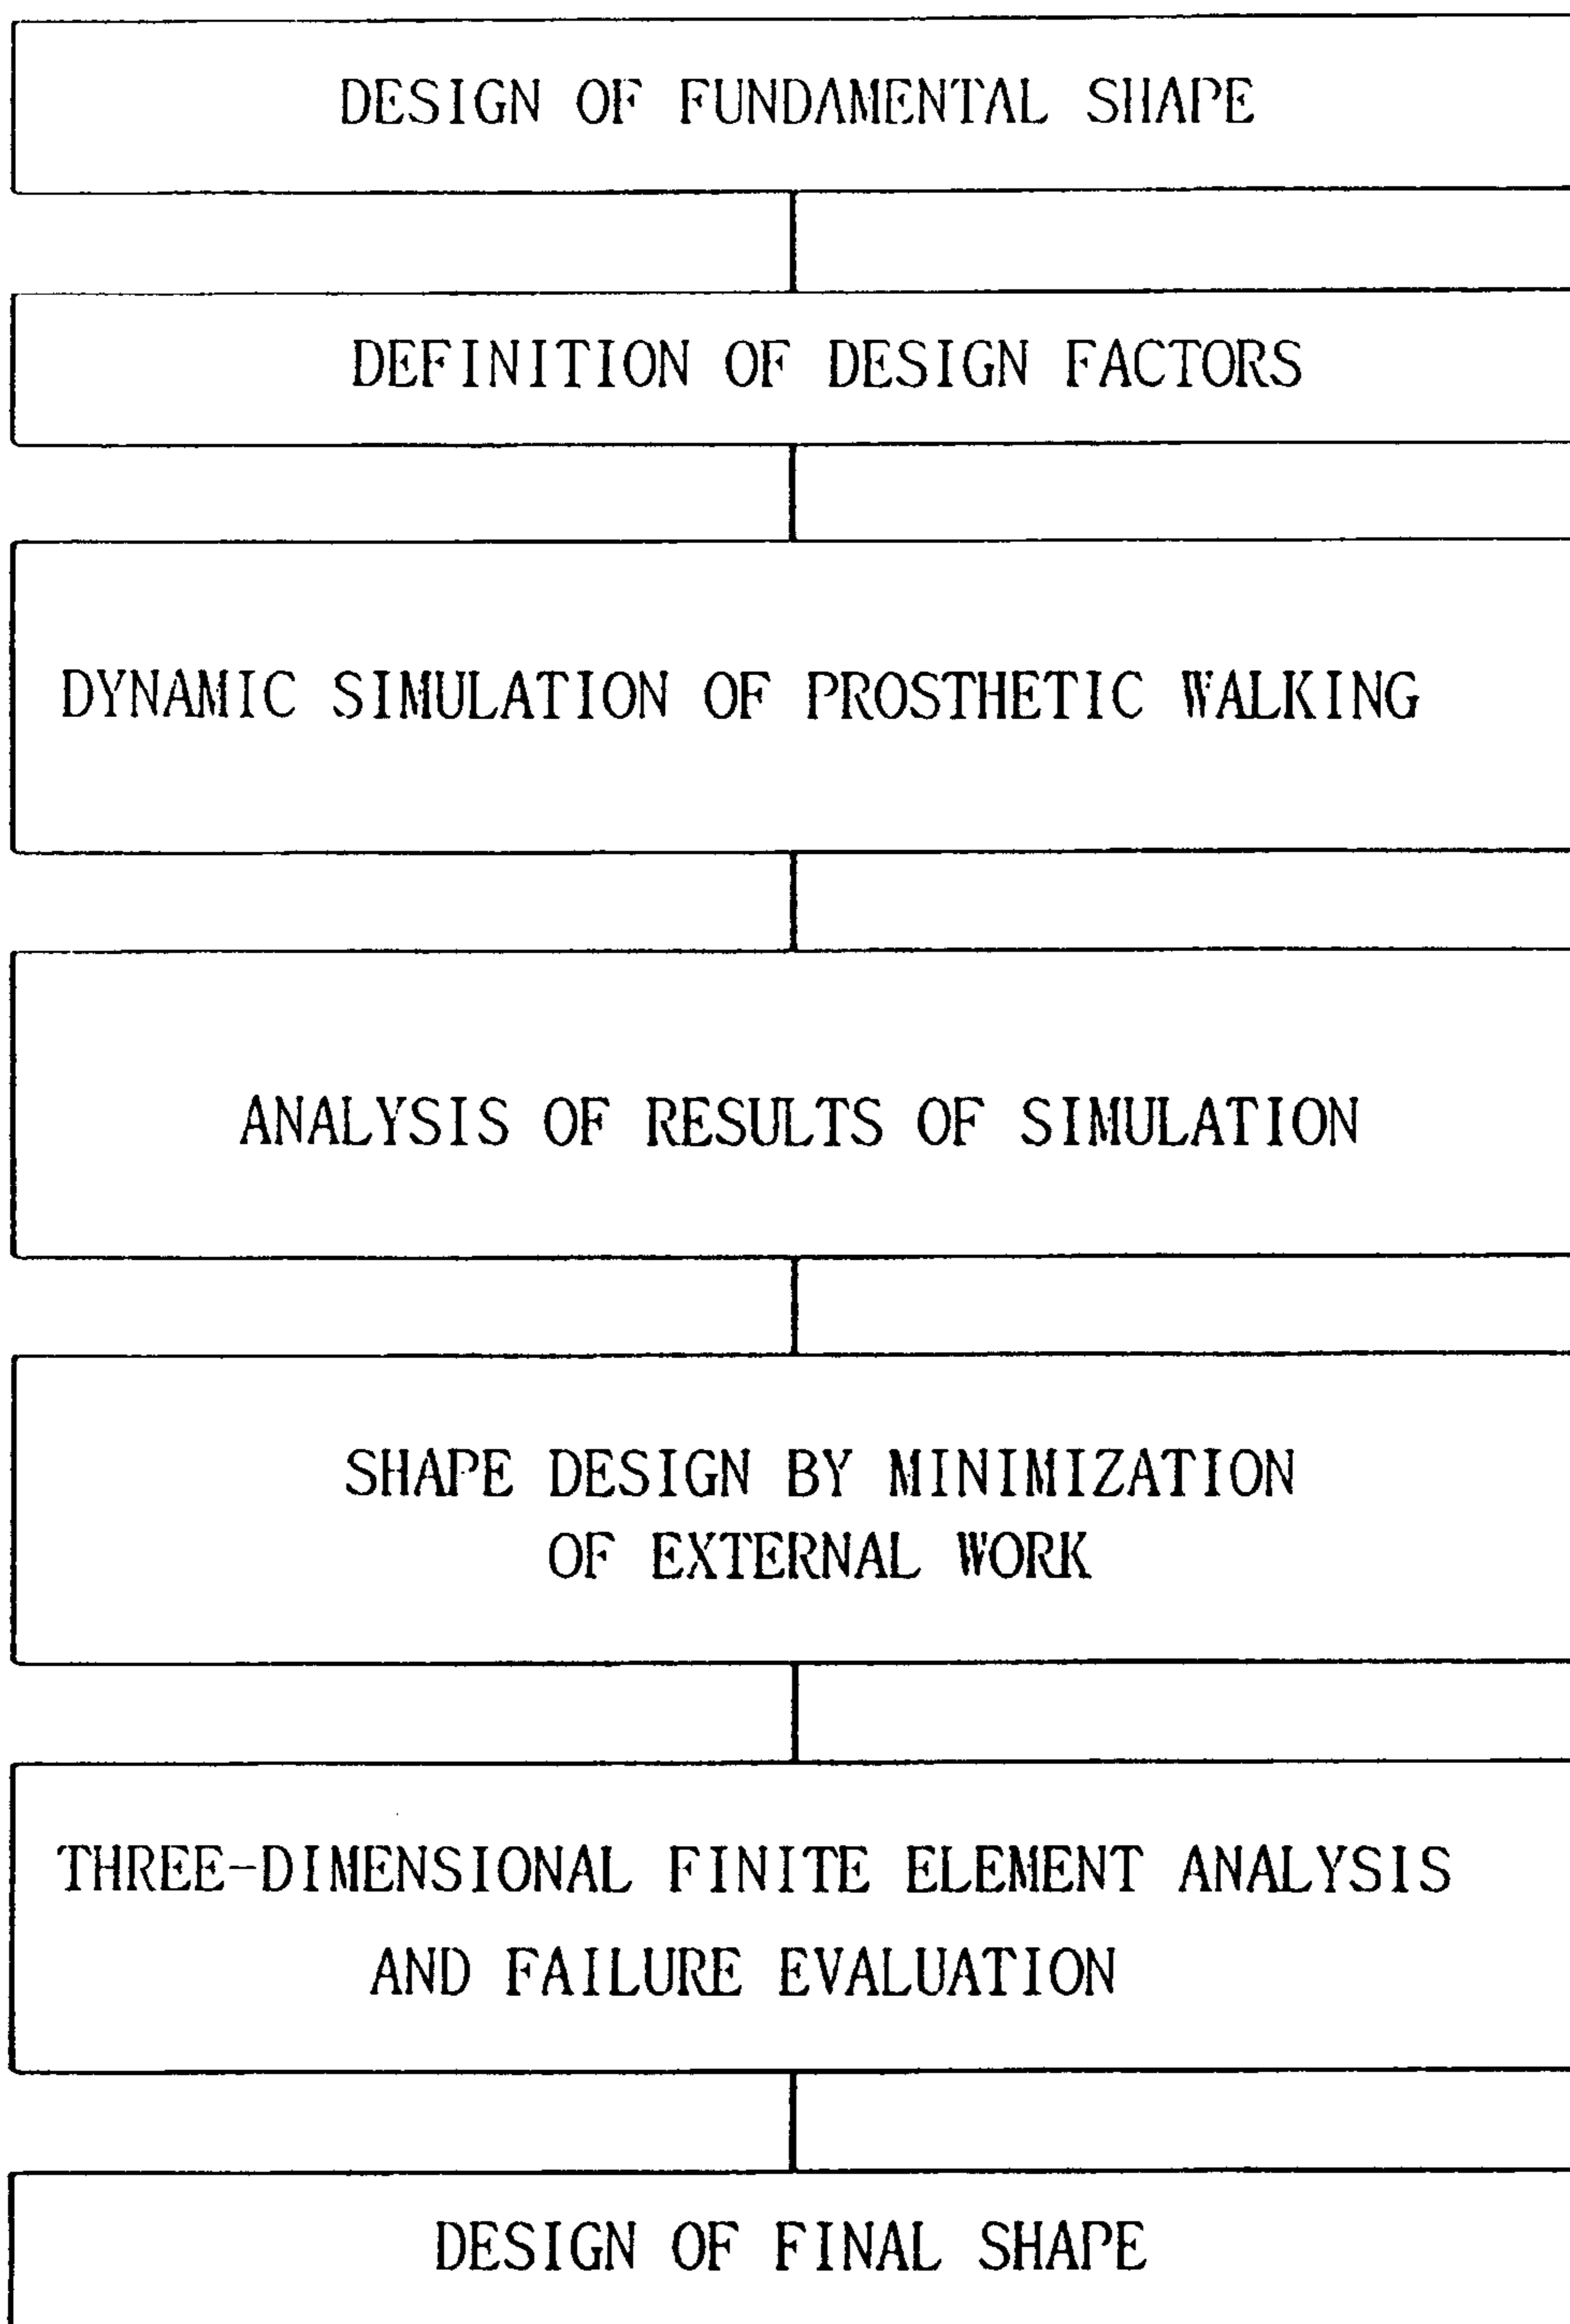 DESIGN OF FUNDAMENTAL SHAPE
DEFINITION OF DESIGN FACTORS
DYNAMIC SIMULATION OF PROSTHETIC WALKING
ANALYSIS OF RESULTS OF SIMULATION
SHAPE DESIGN BY MINIMIZATION
OF EXTERNAL WORK
THREE-DIMENSIONAL FINITE ELEMENT ANALYSIS
AND FAILURE EVALUATION
DESIGN OF FINAL SHAPE